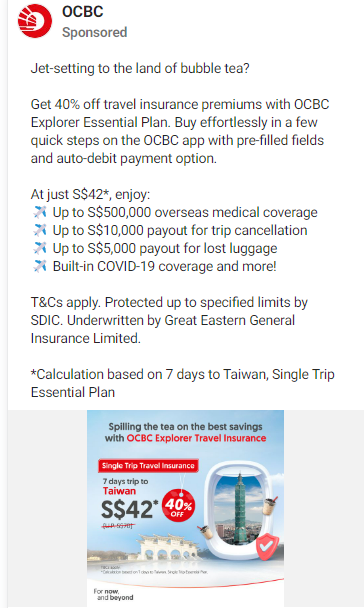 OCBC
Sponsored
Jet-setting to the land of bubble tea?
Get 40% off travel insurance premiums with OCBC
Explorer Essential Plan. Buy effortlessly in a few
quick steps on the OCBC app with pre-filled fields
and auto-debit payment option.
At just S$42*, enjoy:
Up to S$500,000 overseas medical coverage
Up to S$10,000 payout for trip cancellation
Up to S$5,000 payout for lost luggage
Built-in COVID-19 coverage and more!
T&Cs apply. Protected up to specified limits by
SDIC. Underwritten by Great Eastern General
Insurance Limited.
*Calculation based on 7 days to Taiwan, Single Trip
Essential Plan
Spilling the tea on the best savings
with OCBC Explorer Travel Insurance
Single Trip Travel Insurance
7 days trip to
Taiwan
S$42*
40%
OFF
(U.P. S$70)
T&Cs apply.
* Calculation based on 7 days to Taiwan, Single Trip Essential Plan.
For now,
and beyond